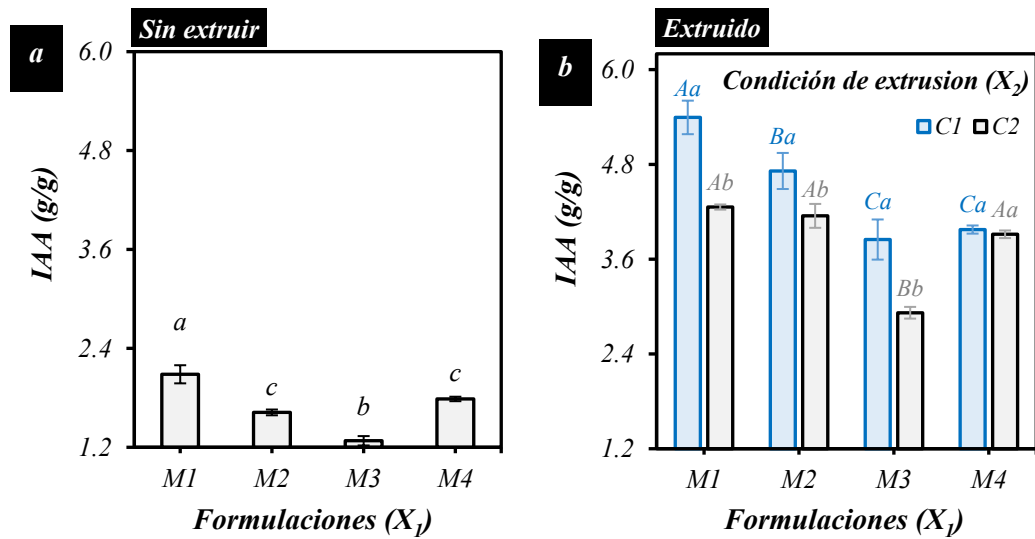 a
Sin extruir
6.0
4.8
3.6
2.4
1.2
IAA (g/g)
a
c
b
c
M1 M2 M3 M4
Formulaciones (X1)
b
Extruido
6.0
4.8
3.6
2.4
1.2
IAA (g/g)
Condición de extrusion (X2)
C1 C2
Aa
Ab
Ba
Ab
Ca
Bb
Ca
Aa
M1 M2 M3 M4
Formulaciones (X1)